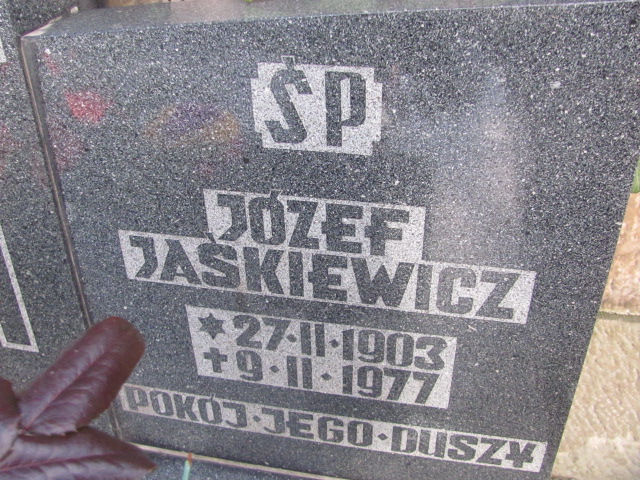 ŚP
JÓZEF
JAŚKIEWICZ
* 27·II·1903
✝ 9·II·1977
POKÓJ·JEGO·DUSZY